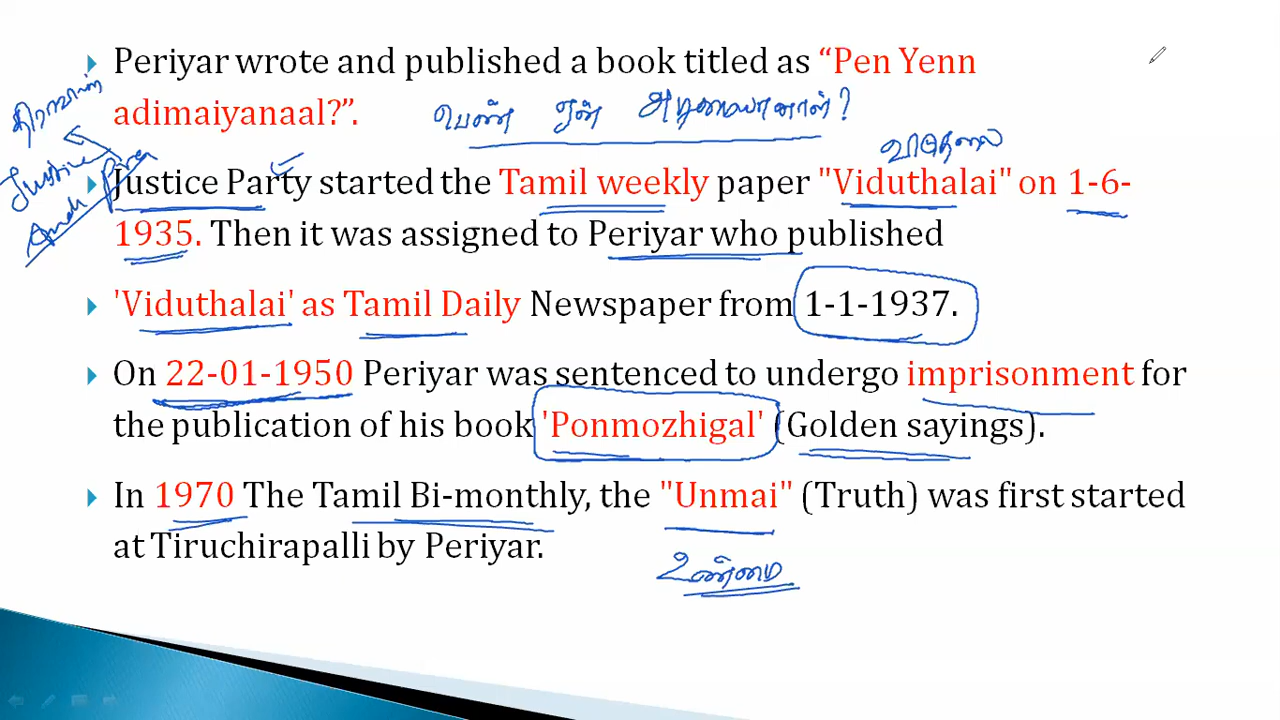 Periyar wrote and published a book titled as “Pen Yenn
adimaiyanaal?”.
பெண் ஏன் அடிமையானாள்?
விடுதலை
திராவிடன்
Justice
Andhra
Justice Party started the Tamil weekly paper "Viduthalai" on 1-6-
1935. Then it was assigned to Periyar who published
'Viduthalai' as Tamil Daily Newspaper from 1-1-1937.
On 22-01-1950 Periyar was sentenced to undergo imprisonment for
the publication of his book 'Ponmozhigal' (Golden sayings).
In 1970 The Tamil Bi-monthly, the "Unmai" (Truth) was first started
at Tiruchirapalli by Periyar.
உண்மை